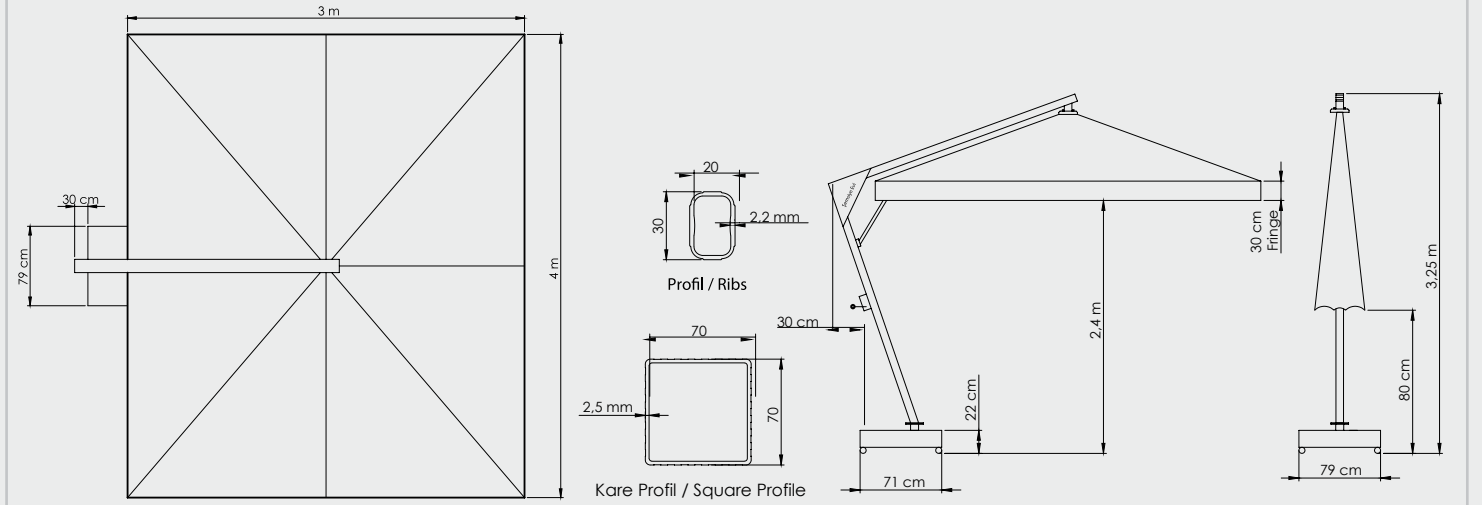 3 m
30 cm
79 cm
4 m
20
30
2,2 mm
Profil / Ribs
70
70
2,5 mm
Kare Profil / Square Profile
30 cm
22 cm
71 cm
2,4 m
30 cm
Fringe
80 cm
3,25 m
79 cm